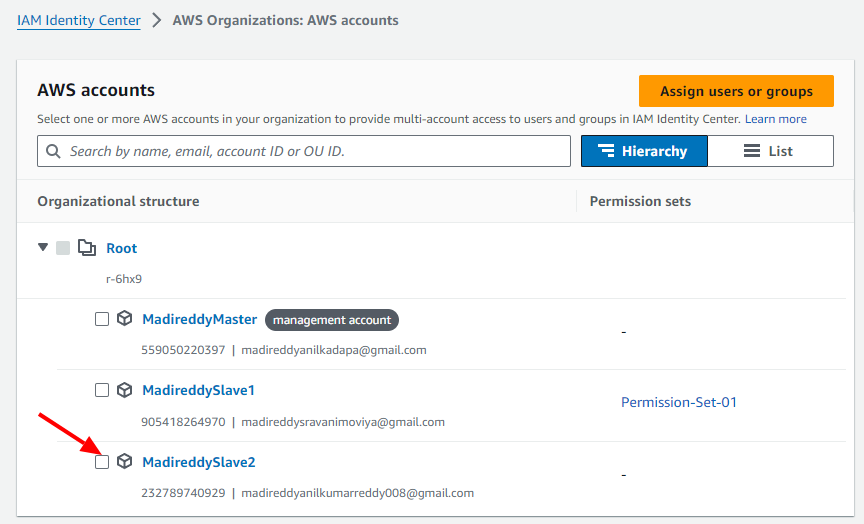 IAM Identity Center > AWS Organizations: AWS accounts
AWS accounts
Assign users or groups
Select one or more AWS accounts in your organization to provide multi-account access to users and groups in IAM Identity Center. Learn more
Search by name, email, account ID or OU ID.
Hierarchy
List
Organizational structure
Permission sets
Root
r-6hx9
MadireddyMaster management account
-
559050220397 | madireddyanilkadapa@gmail.com
MadireddySlave1
Permission-Set-01
905418264970 | madireddysravanimoviya@gmail.com
MadireddySlave2
-
232789740929 | madireddyanilkumarreddy008@gmail.com